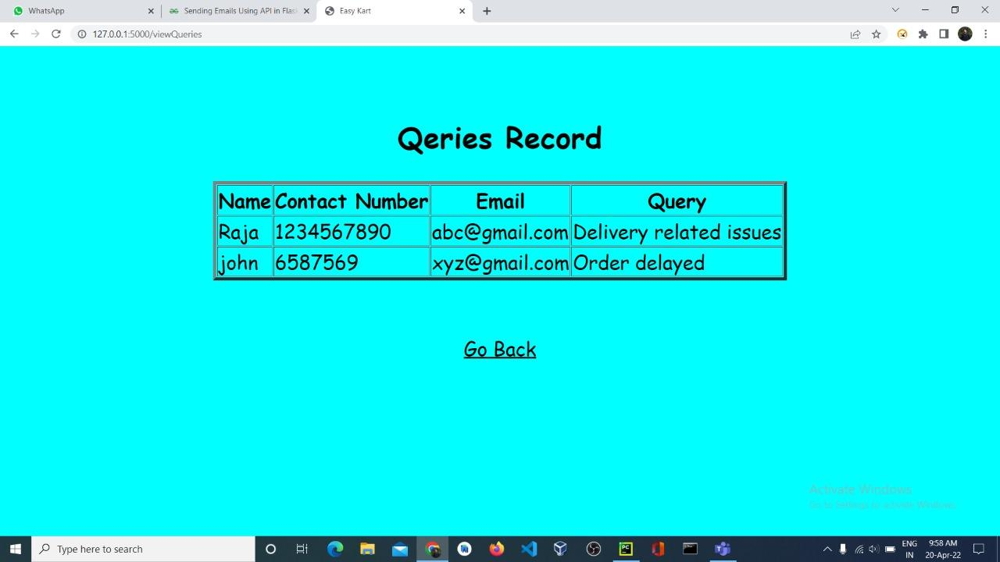 WhatsApp
Sending Emails Using API in Flask
Easy Kart
127.0.0.1:5000/viewQueries
Qeries Record
Name Contact Number Email Query
Raja 1234567890 abc@gmail.com Delivery related issues
john 6587569 xyz@gmail.com Order delayed
Go Back
Activate Windows
Go to Settings to activate Windows.
Type here to search
PC
ENG
IN
9:58 AM
20-Apr-22